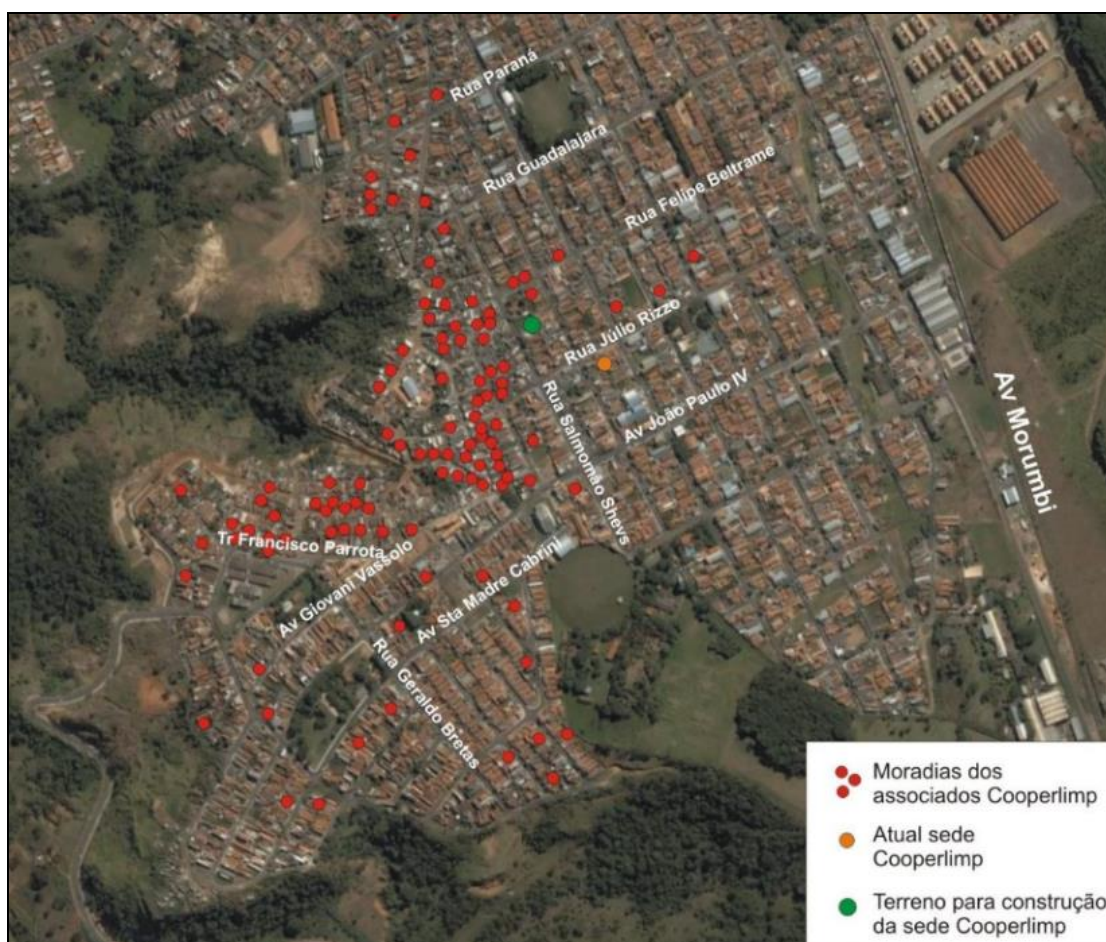 Rua Paraná
Rua Guadalajara
Rua Felipe Beltrame
Rua Júlio Rizzo
Av João Paulo IV
Rua Salmomão Shevs
Av Morumbi
Tr Francisco Parrota
Av Giovani Vassolo
Av Sta Madre Cabrini
Rua Geraldo Bretas
Moradias dos
associados Cooperlimp
Atual sede
Cooperlimp
Terreno para construção
da sede Cooperlimp